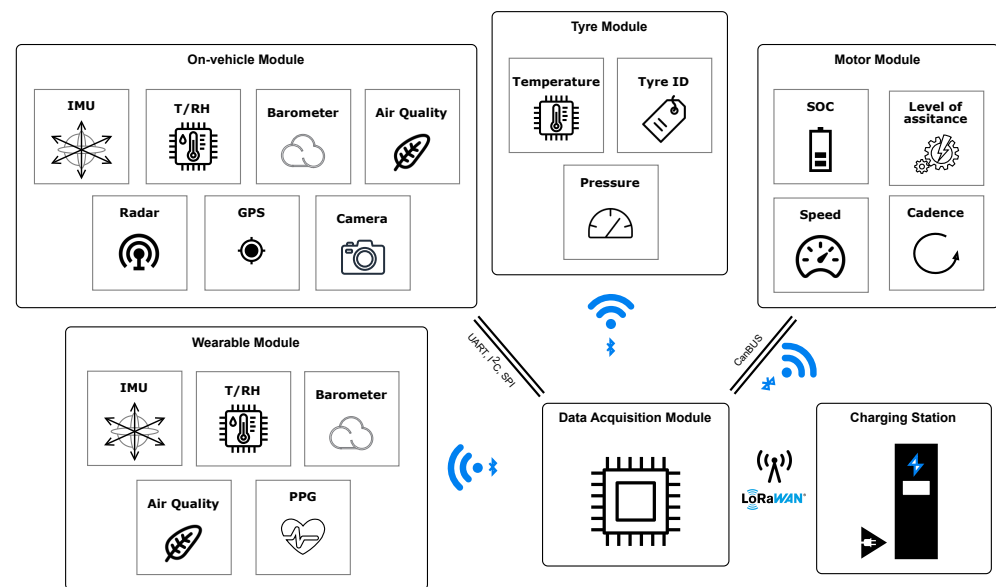 On-vehicle Module
IMU
T/RH
Barometer
Air Quality
Radar
GPS
Camera
Tyre Module
Temperature
Tyre ID
Pressure
Motor Module
SOC
Level of
assitance
Speed
Cadence
UART, I²C, SPI
CanBUS
Wearable Module
IMU
T/RH
Barometer
Air Quality
PPG
Data Acquisition Module
LoRaWAN®
Charging Station